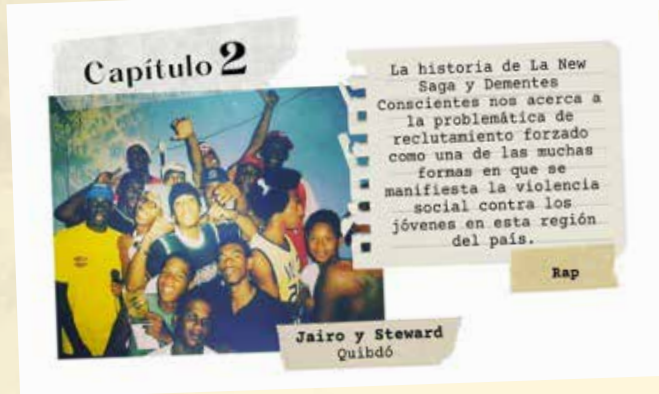 Capítulo 2
La historia de La New
Saga y Dementes
Conscientes nos acerca a
la problemática de
reclutamiento forzado
como una de las muchas
formas en que se
manifiesta la violencia
social contra los
jóvenes en esta región
del país.
Rap
Jairo y Steward
Quibdó